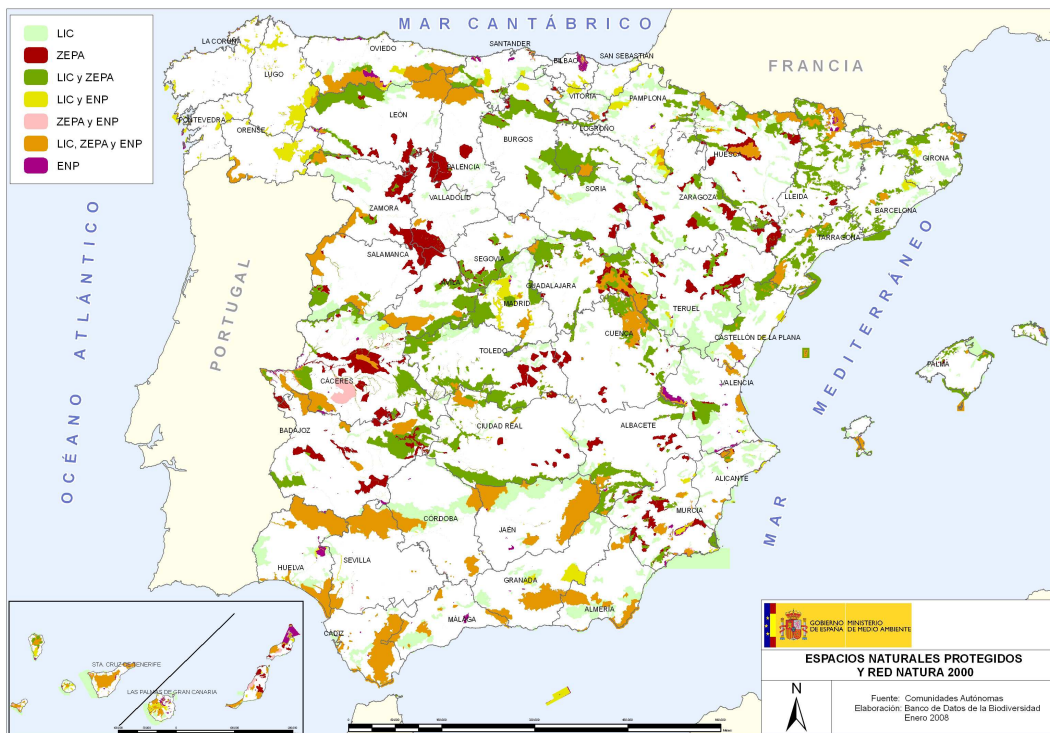 MAR CANTÁBRICO
LIC
ZEPA
LIC y ZEPA
LIC y ENP
ZEPA y ENP
LIC, ZEPA y ENP
ENP
LA CORUÑA
OVIEDO
SANTANDER
BILBAO
SAN SEBASTIÁN
FRANCIA
LUGO
VITORIA
PAMPLONA
PONTEVEDRA
ORENSE
LEÓN
BURGOS
LOGROÑO
HUESCA
GIRONA
PALENCIA
ZAMORA
VALLADOLID
SORIA
ZARAGOZA
LLEIDA
BARCELONA
TARRAGONA
SALAMANCA
SEGOVIA
ÁVILA
GUADALAJARA
MADRID
TERUEL
CUENCA
CASTELLÓN DE LA PLANA
TOLEDO
CÁCERES
VALENCIA
PALMA
BADAJOZ
CIUDAD REAL
ALBACETE
ALICANTE
MURCIA
CÓRDOBA
JAÉN
HUELVA
SEVILLA
GRANADA
ALMERÍA
MÁLAGA
CÁDIZ
OCÉANO ATLÁNTICO
PORTUGAL
MAR MEDITERRÁNEO
STA. CRUZ DE TENERIFE
LAS PALMAS DE GRAN CANARIA
GOBIERNO DE ESPAÑA
MINISTERIO DE MEDIO AMBIENTE
ESPACIOS NATURALES PROTEGIDOS
Y RED NATURA 2000
N
Fuente: Comunidades Autónomas
Elaboración: Banco de Datos de la Biodiversidad
Enero 2008